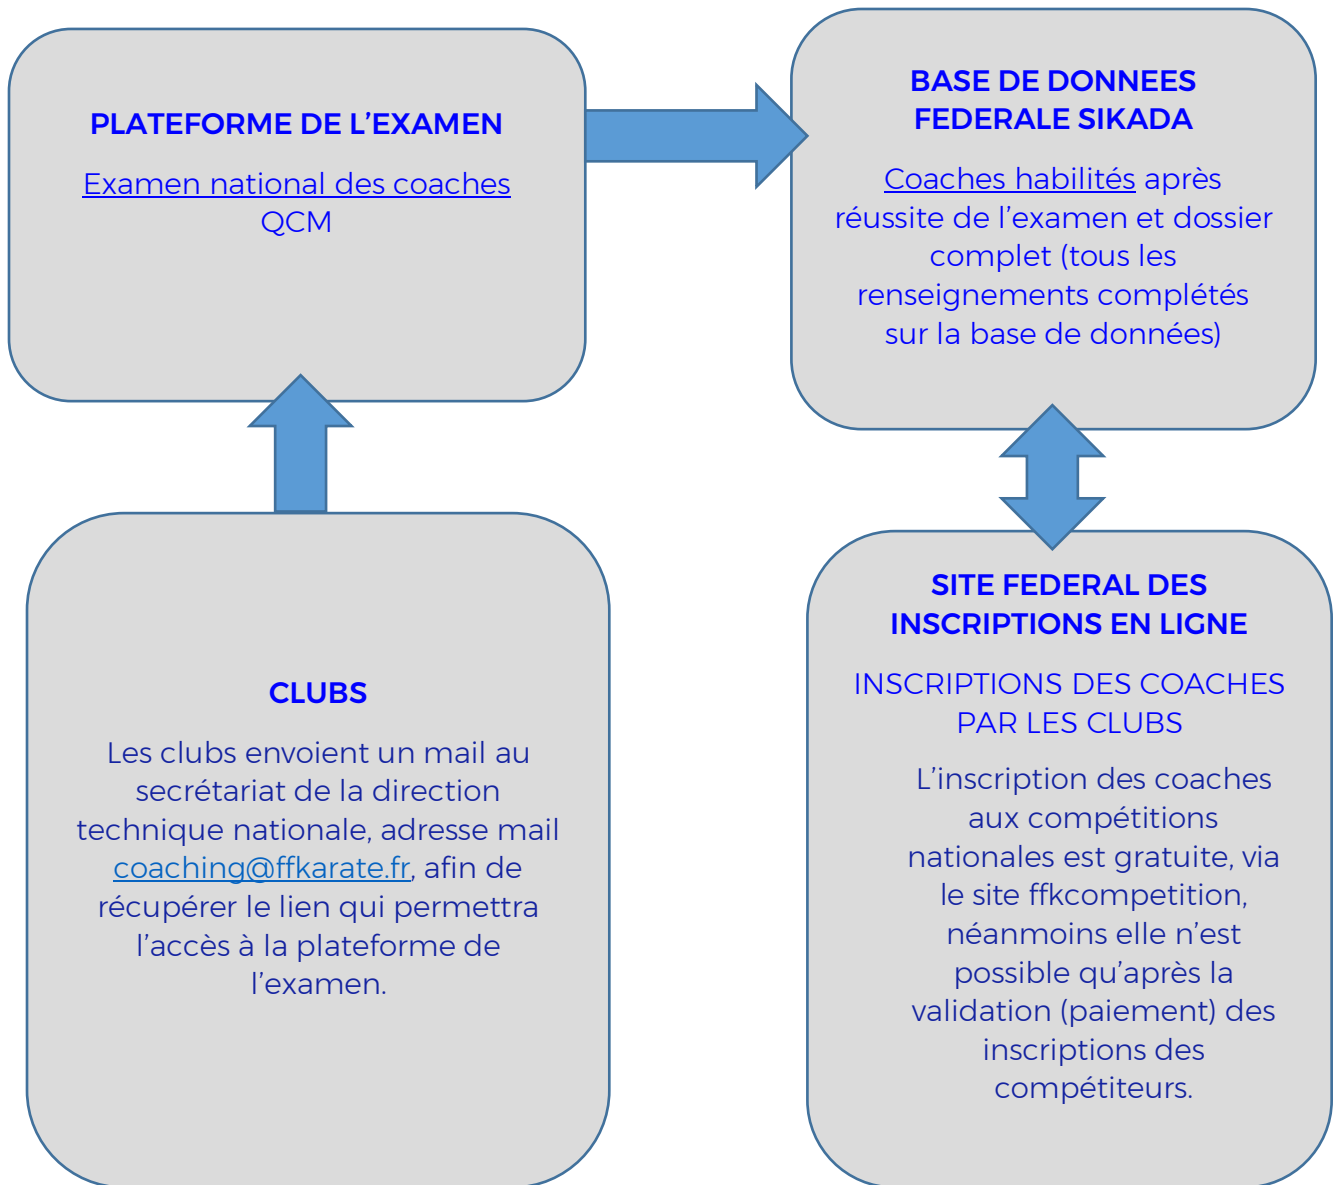 PLATEFORME DE L’EXAMEN
Examen national des coaches
QCM
BASE DE DONNEES
FEDERALE SIKADA
Coaches habilités après
réussite de l’examen et dossier
complet (tous les
renseignements complétés
sur la base de données)
CLUBS
Les clubs envoient un mail au
secrétariat de la direction
technique nationale, adresse mail
coaching@ffkarate.fr, afin de
récupérer le lien qui permettra
l’accès à la plateforme de
l’examen.
SITE FEDERAL DES
INSCRIPTIONS EN LIGNE
INSCRIPTIONS DES COACHES
PAR LES CLUBS
L’inscription des coaches
aux compétitions
nationales est gratuite, via
le site ffkcompetition,
néanmoins elle n’est
possible qu’après la
validation (paiement) des
inscriptions des
compétiteurs.